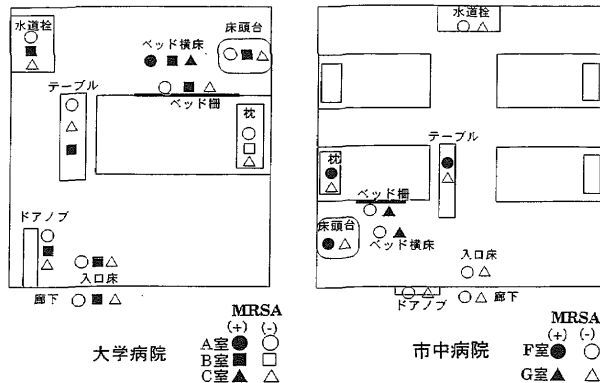 水道栓
床頭台
ベッド横床
テーブル
ベッド柵
枕
ドアノブ
入口床
廊下
MRSA
(+) (-)
A室
B室
C室
大学病院
水道栓
テーブル
枕
ベッド柵
床頭台
ベッド横床
入口床
廊下
ドアノブ
MRSA
(+) (-)
F室
G室
市中病院